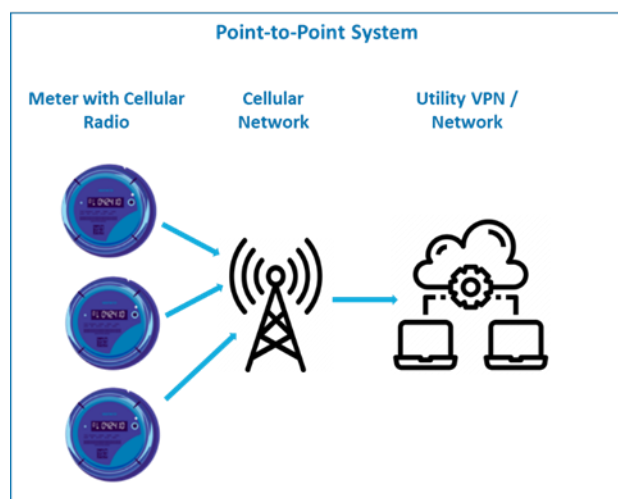 Point-to-Point System
Meter with Cellular
Radio
Cellular
Network
Utility VPN /
Network